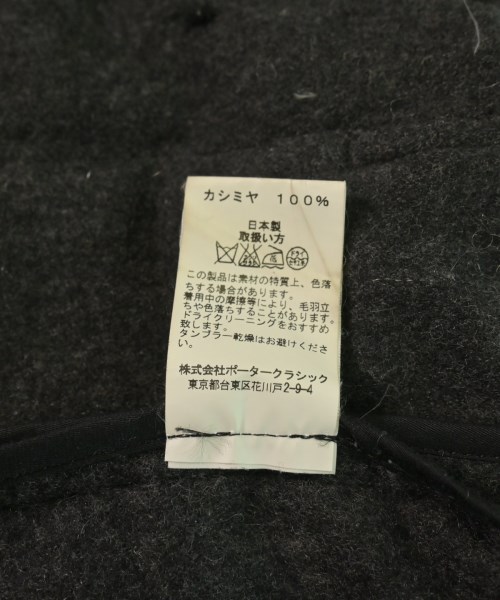 カシミヤ 100%
日本製
取扱い方
ドライ
この製品は素材の特質上、色落
ちする場合があります。
着用中の摩擦等により、毛羽立
ちや色落ちすることがあります。
ドライクリーニングをおすすめ
致します。
タンブラー乾燥はお避けください。
株式会社ポータークラシック
東京都台東区花川戸2-9-4